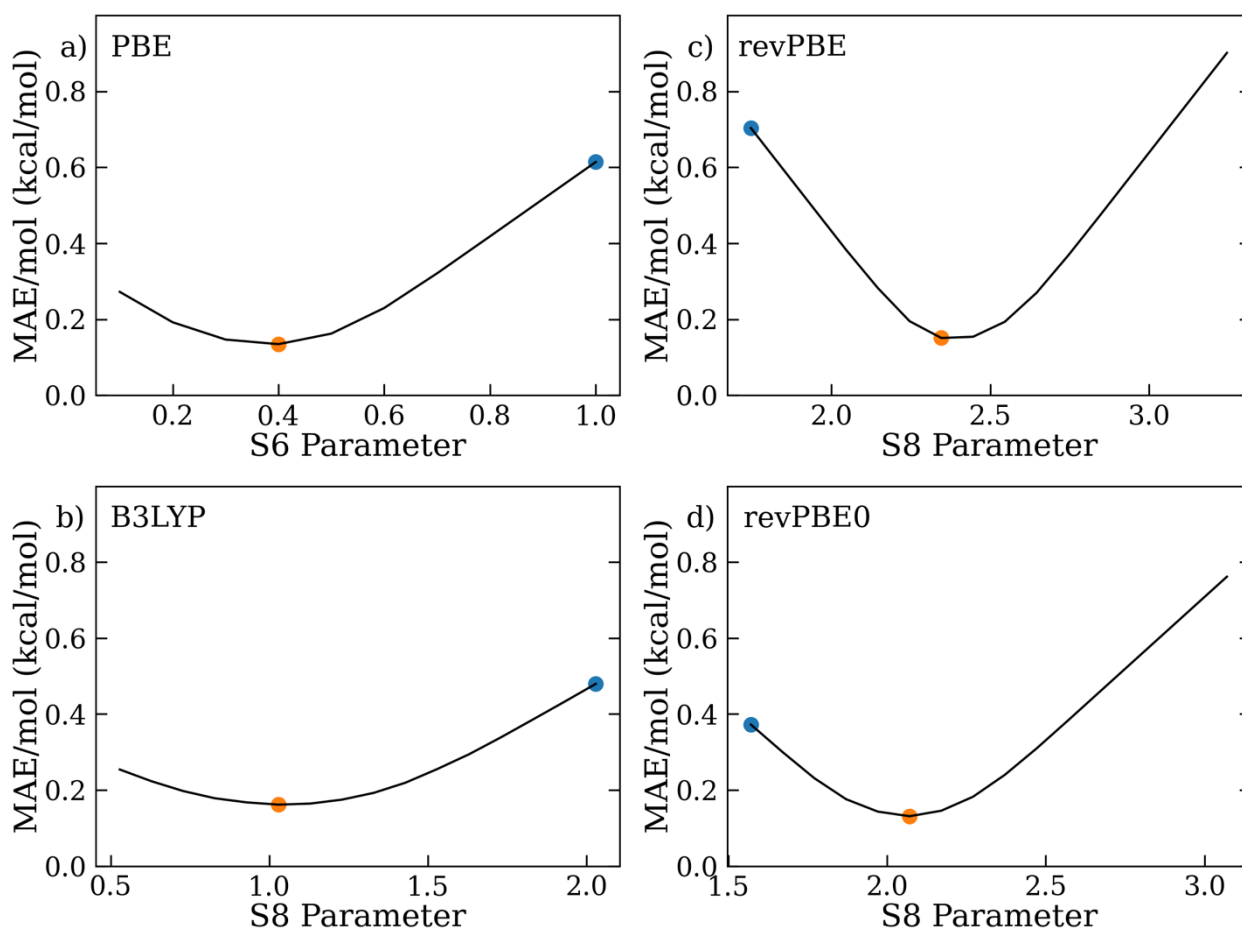 a) PBE
MAE/mol (kcal/mol)
0.8
0.6
0.4
0.2
0.0
0.2 0.4 0.6 0.8 1.0
S6 Parameter
c) revPBE
MAE/mol (kcal/mol)
0.8
0.6
0.4
0.2
0.0
2.0 2.5 3.0
S8 Parameter
b) B3LYP
MAE/mol (kcal/mol)
0.8
0.6
0.4
0.2
0.0
0.5 1.0 1.5 2.0
S8 Parameter
d) revPBE0
MAE/mol (kcal/mol)
0.8
0.6
0.4
0.2
0.0
1.5 2.0 2.5 3.0
S8 Parameter